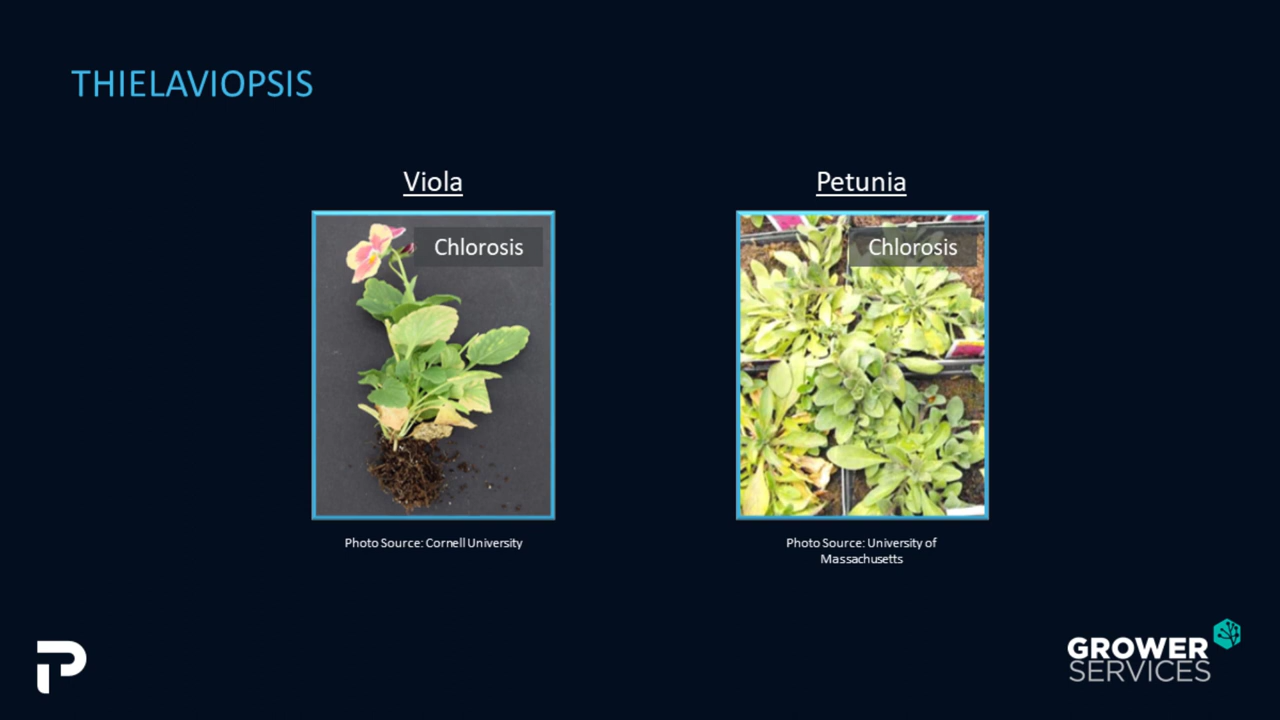 THIELAVIOPSIS
Viola
Chlorosis
Photo Source: Cornell University
Petunia
Chlorosis
Photo Source: University of
Massachusetts
P
GROWER
SERVICES